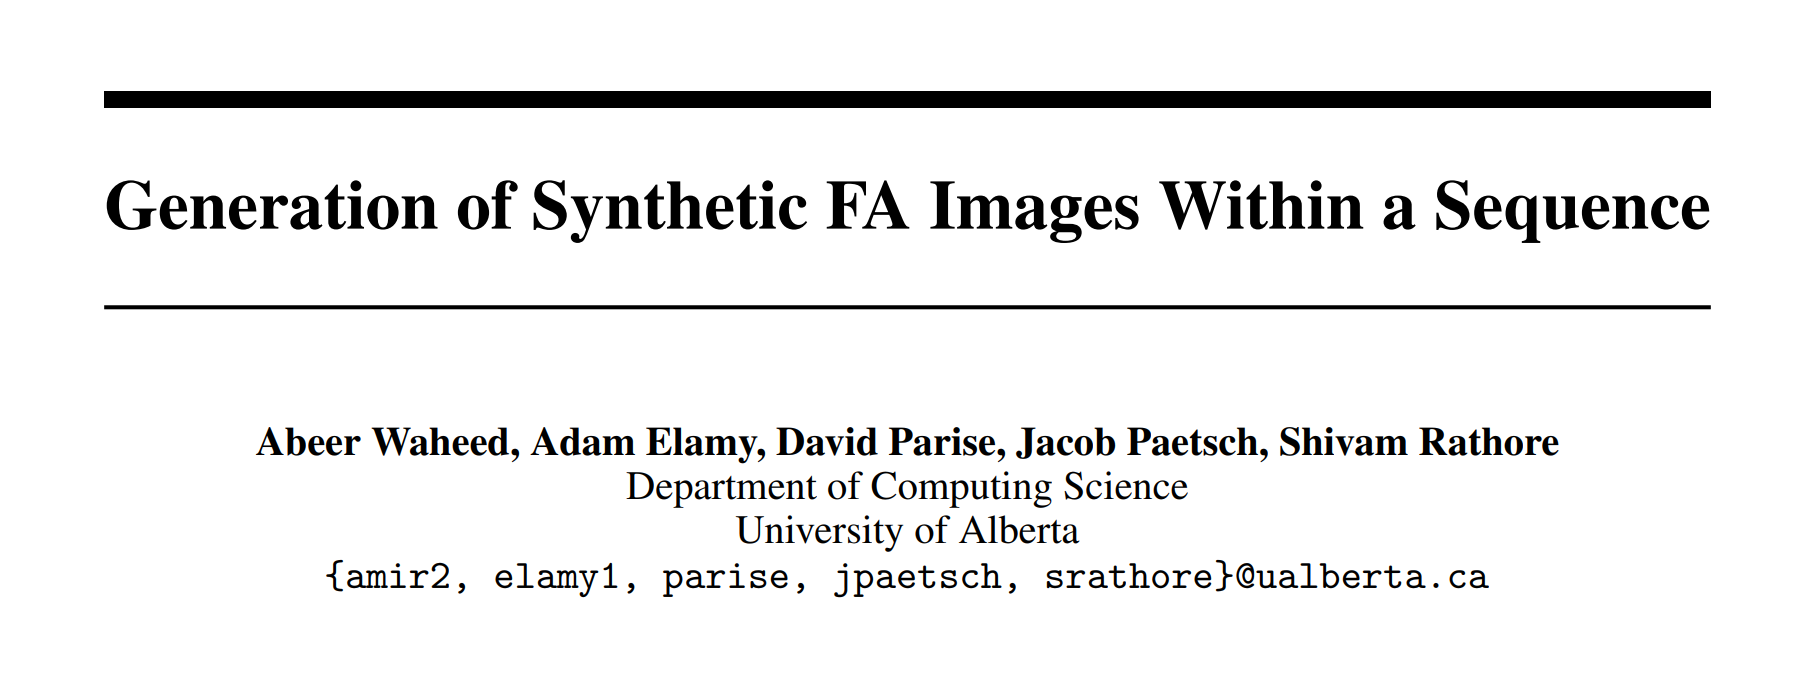 Generation of Synthetic FA Images Within a Sequence
Abeer Waheed, Adam Elamy, David Parise, Jacob Paetsch, Shivam Rathore
Department of Computing Science
University of Alberta
{amir2, elamy1, parise, jpaetsch, srathore}@ualberta.ca